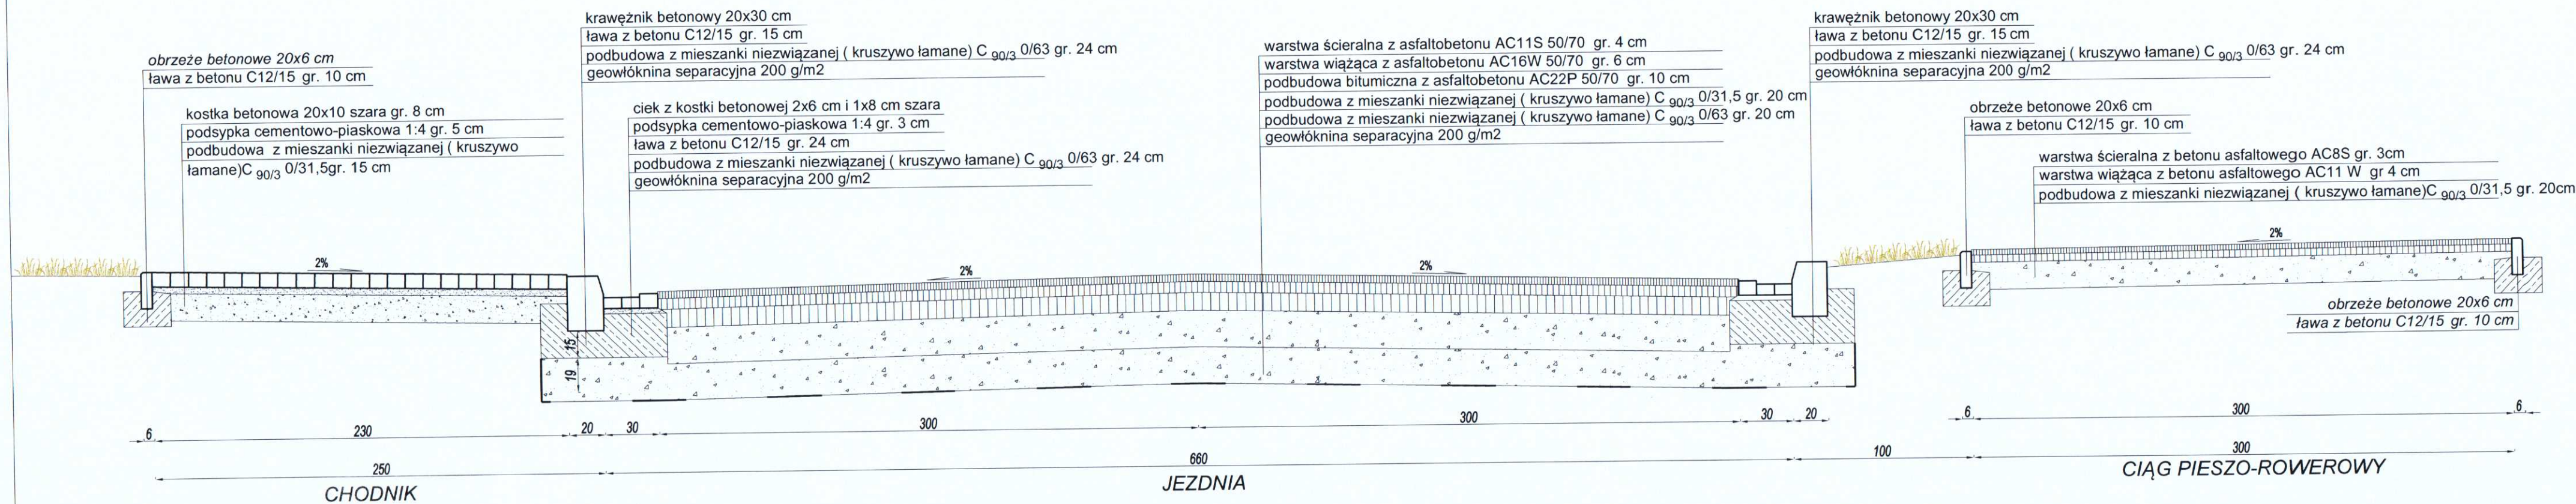 obrzeże betonowe 20x6 cm
ława z betonu C12/15 gr. 10 cm
kostka betonowa 20x10 szara gr. 8 cm
podsypka cementowo-piaskowa 1:4 gr. 5 cm
podbudowa z mieszanki niezwiązanej ( kruszywo
łamane)C 90/3 0/31,5gr. 15 cm
krawężnik betonowy 20x30 cm
ława z betonu C12/15 gr. 15 cm
podbudowa z mieszanki niezwiązanej ( kruszywo łamane) C 90/3 0/63 gr. 24 cm
geowłóknina separacyjna 200 g/m2
ciek z kostki betonowej 2x6 cm i 1x8 cm szara
podsypka cementowo-piaskowa 1:4 gr. 3 cm
ława z betonu C12/15 gr. 24 cm
podbudowa z mieszanki niezwiązanej ( kruszywo łamane) C 90/3 0/63 gr. 24 cm
geowłóknina separacyjna 200 g/m2
warstwa ścieralna z asfaltobetonu AC11S 50/70 gr. 4 cm
warstwa wiążąca z asfaltobetonu AC16W 50/70 gr. 6 cm
podbudowa bitumiczna z asfaltobetonu AC22P 50/70 gr. 10 cm
podbudowa z mieszanki niezwiązanej ( kruszywo łamane) C 90/3 0/31,5 gr. 20 cm
podbudowa z mieszanki niezwiązanej ( kruszywo łamane) C 90/3 0/63 gr. 20 cm
geowłóknina separacyjna 200 g/m2
krawężnik betonowy 20x30 cm
ława z betonu C12/15 gr. 15 cm
podbudowa z mieszanki niezwiązanej ( kruszywo łamane) C 90/3 0/63 gr. 24 cm
geowłóknina separacyjna 200 g/m2
obrzeże betonowe 20x6 cm
ława z betonu C12/15 gr. 10 cm
warstwa ścieralna z betonu asfaltowego AC8S gr. 3cm
warstwa wiążąca z betonu asfaltowego AC11 W gr 4 cm
podbudowa z mieszanki niezwiązanej ( kruszywo łamane)C 90/3 0/31,5 gr. 20cm
2%
2%
2%
2%
obrzeże betonowe 20x6 cm
ława z betonu C12/15 gr. 10 cm
15
19
6 230 20 30 300 300 30 20 6 300 6
250 660 100 300
CHODNIK JEZDNIA CIĄG PIESZO-ROWEROWY